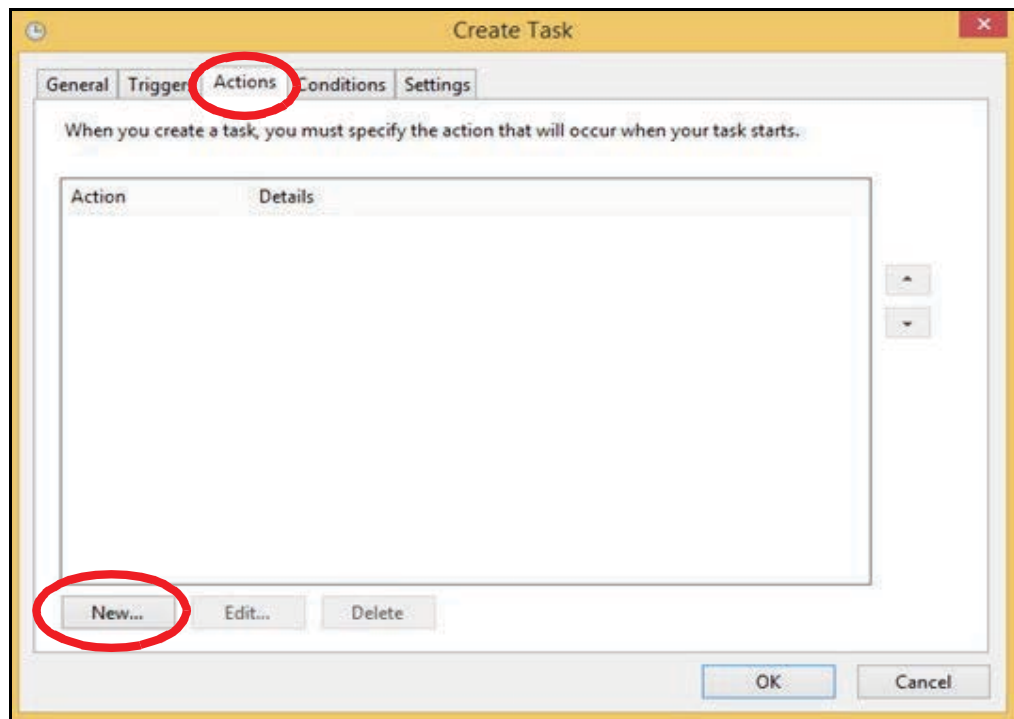 Create Task
General Trigger Actions Conditions Settings
When you create a task, you must specify the action that will occur when your task starts.
Action Details
New... Edit... Delete
OK Cancel